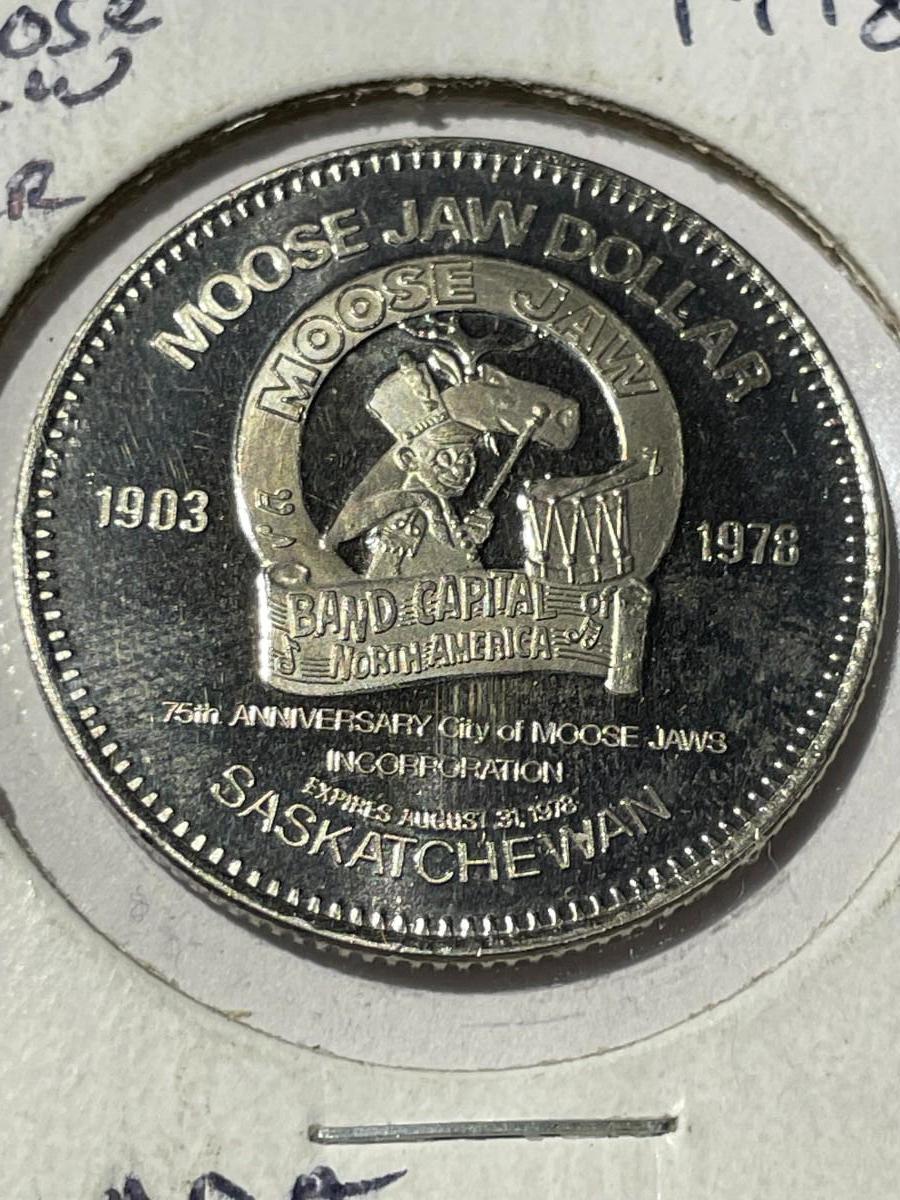 1978
MOOSE JAW DOLLAR
MOOSE JAW
1903
1978
BAND CAPITAL OF
NORTH AMERICA
75th ANNIVERSARY City of MOOSE JAWS
INCORPORATION
EXPIRES AUGUST 31, 1978
SASKATCHEWAN